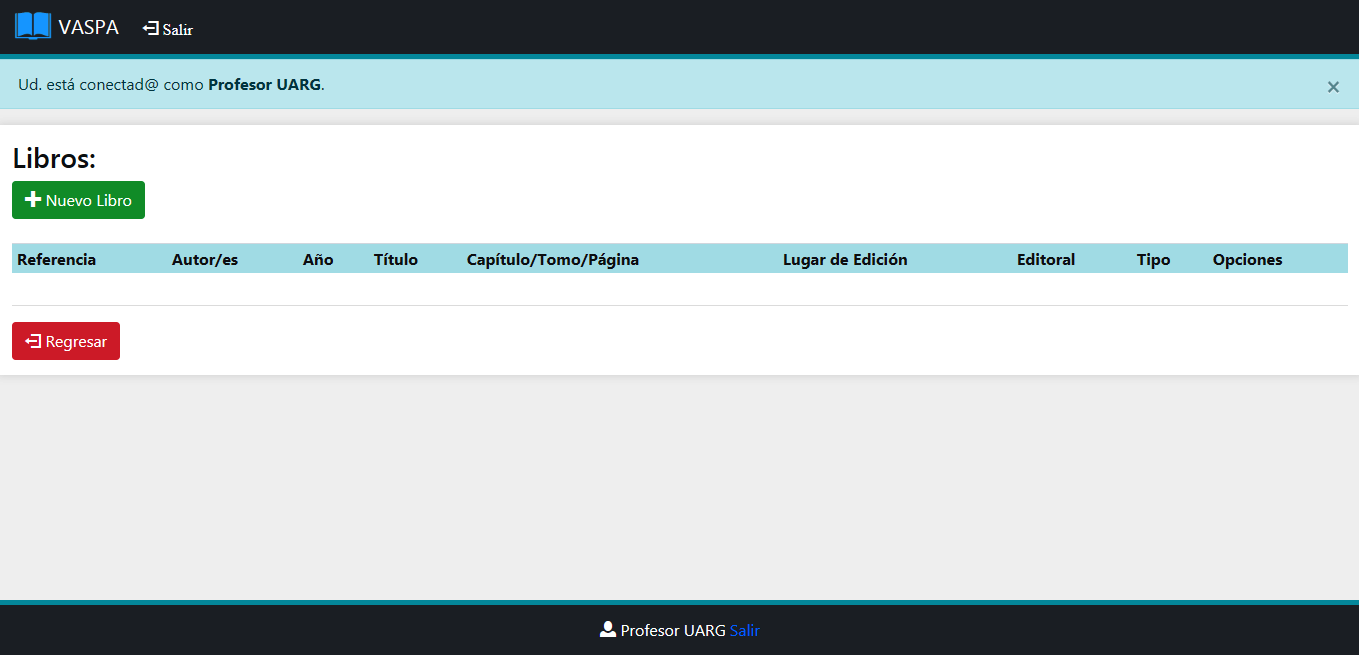 VASPA Salir
Ud. está conectad@ como Profesor UARG. ×
Libros:
Nuevo Libro
Referencia Autor/es Año Título Capítulo/Tomo/Página Lugar de Edición Editoral Tipo Opciones
Regresar
Profesor UARG Salir